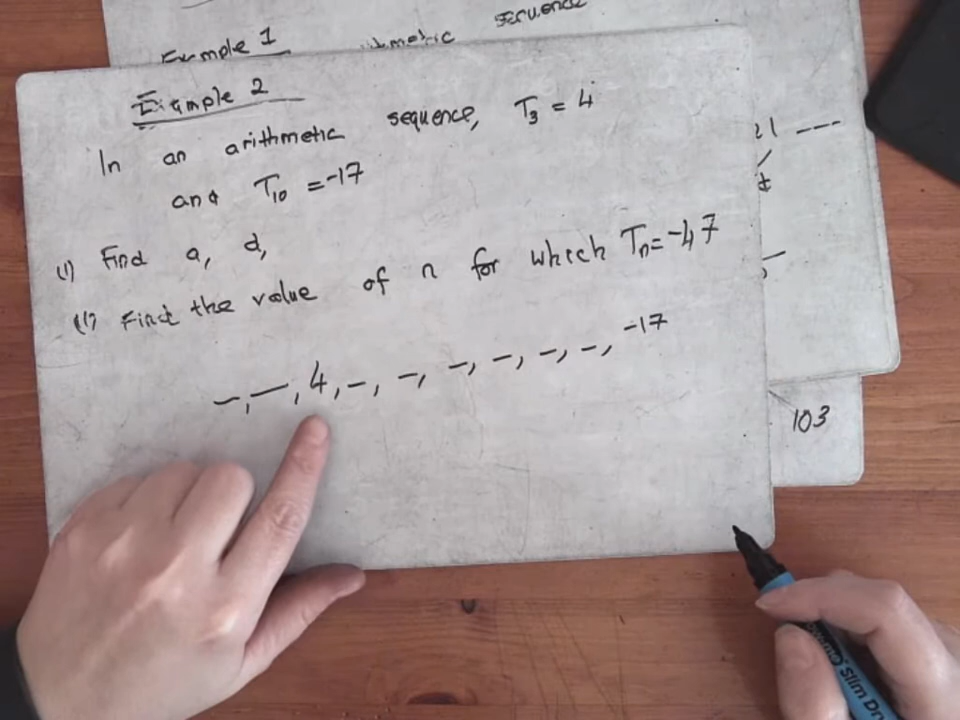 Example 1
sequence
Example 2
In an arithmetic sequence, T3 = 4
and T10 = -17
(i) Find a, d,
(ii) Find the value of n for which Tn = -47
–, –, 4, –, –, –, –, –, –, -17
103
Slim